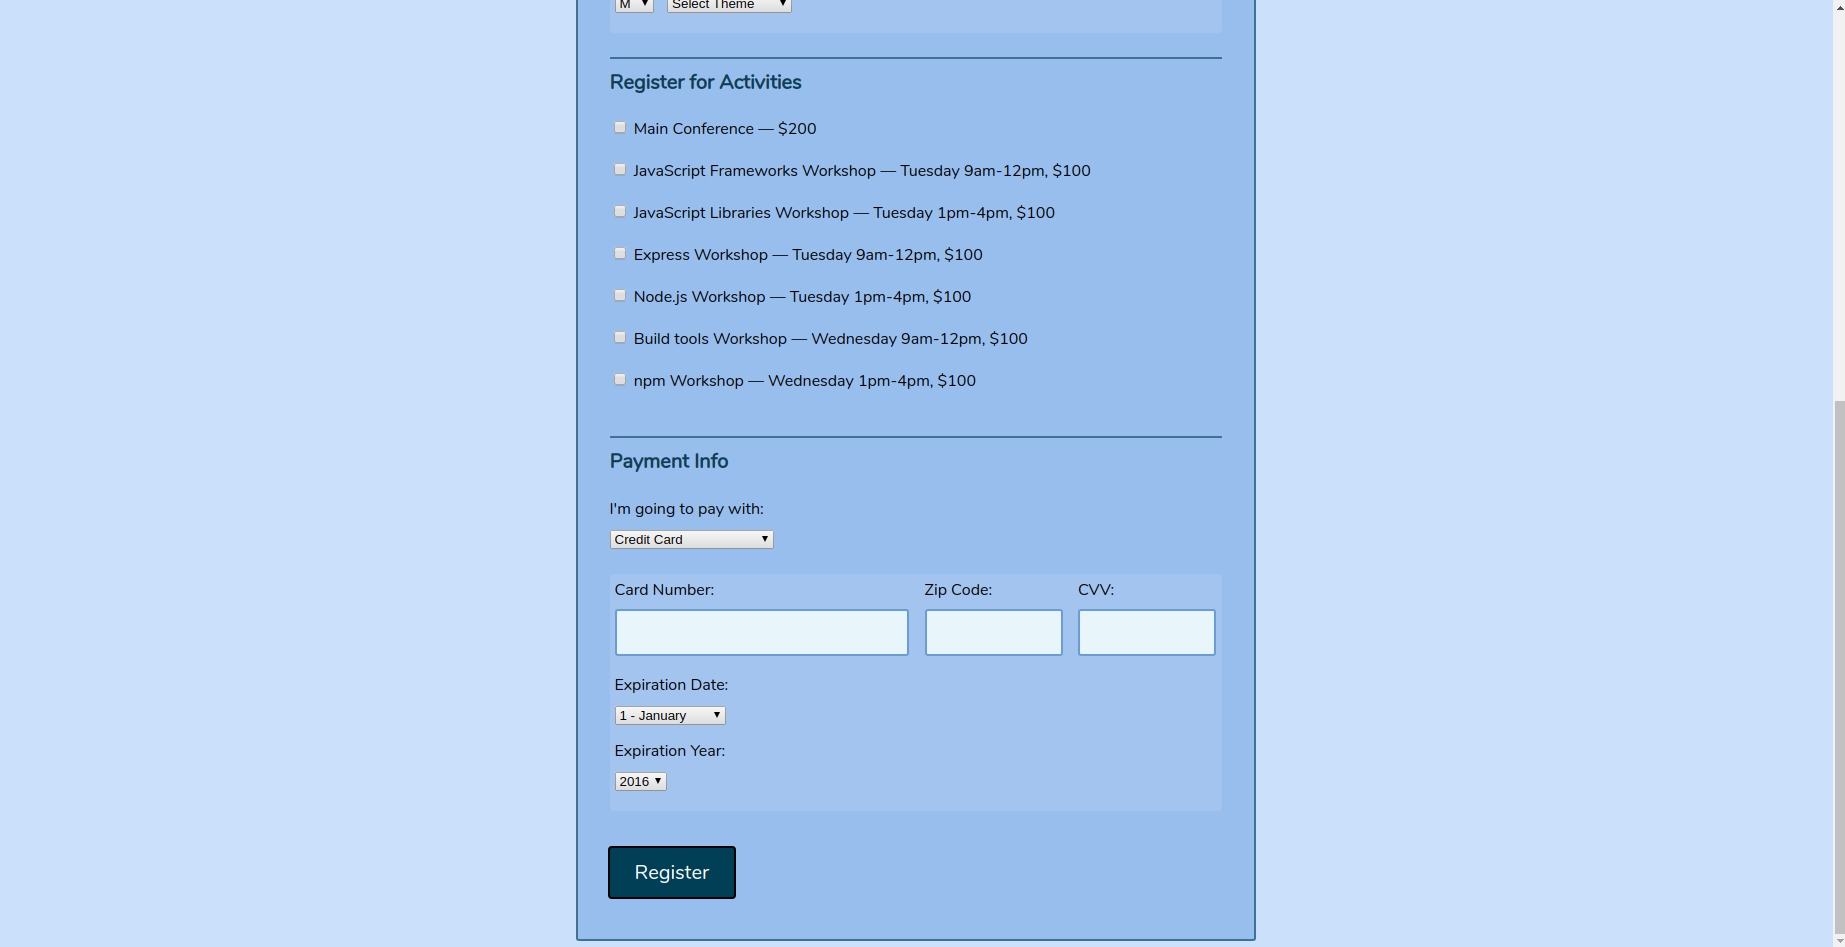 M Select Theme
Register for Activities
Main Conference — $200
JavaScript Frameworks Workshop — Tuesday 9am-12pm, $100
JavaScript Libraries Workshop — Tuesday 1pm-4pm, $100
Express Workshop — Tuesday 9am-12pm, $100
Node.js Workshop — Tuesday 1pm-4pm, $100
Build tools Workshop — Wednesday 9am-12pm, $100
npm Workshop — Wednesday 1pm-4pm, $100
Payment Info
I'm going to pay with:
Credit Card
Card Number: Zip Code: CVV:
Expiration Date:
1 - January
Expiration Year:
2016
Register